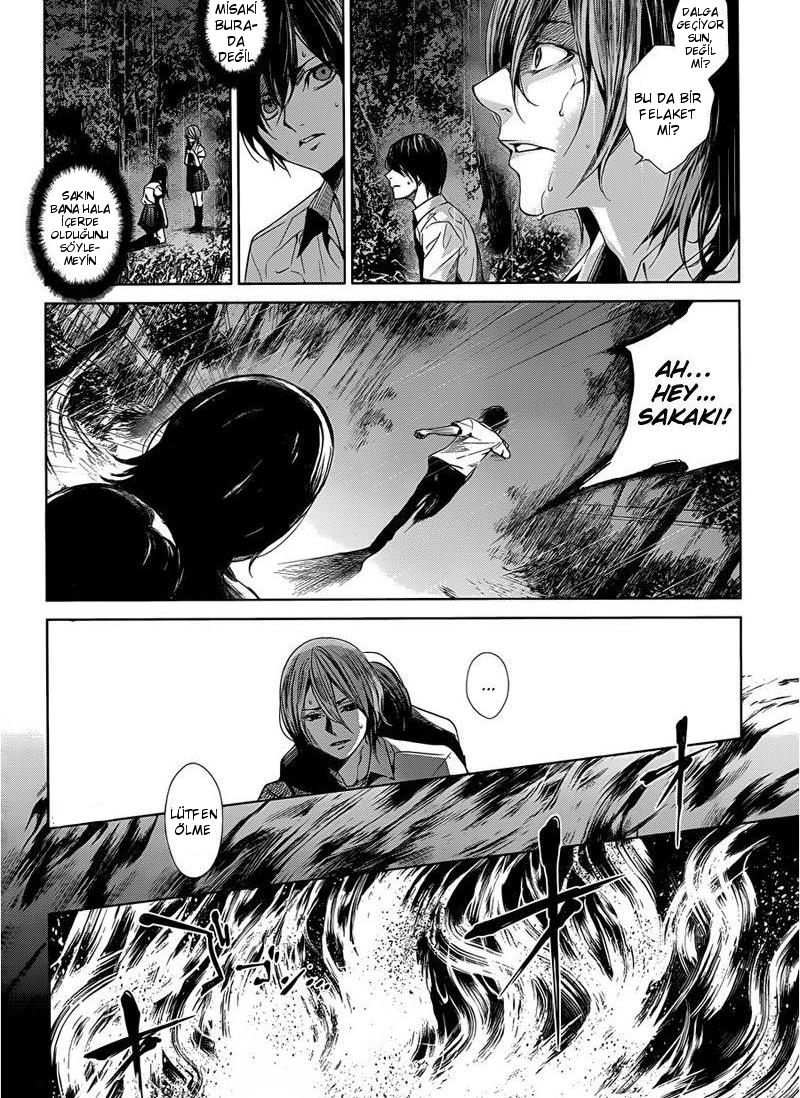 DALGA
GEÇİYOR
SUN,
DEĞİL
Mİ?
BU DA BİR
FELAKET
Mİ?
MİSAKİ
BURA-
DA
DEĞİL
SAKIN
BANA HALA
İÇERDE
OLDUĞUNU
SÖYLE-
MEYİN
AH...
HEY...
SAKAKI!
...
LÜTFEN
ÖLME